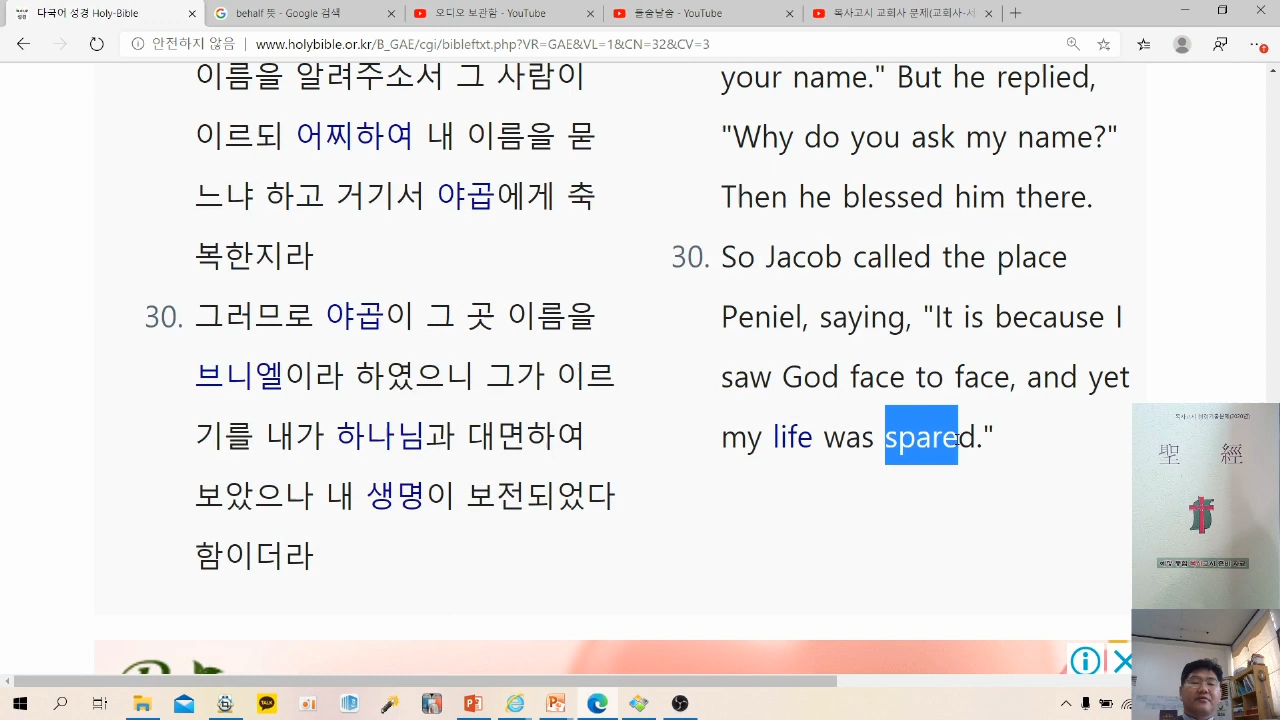 다국어 성경 Holy-Bible
behalf 뜻 - Google 검색
오디오 보관함 - YouTube
들숨날숨 - YouTube
목사고시 교회사 문제(교회사-서
안전하지 않음
www.holybible.or.kr/B_GAE/cgi/bibleftxt.php?VR=GAE&VL=1&CN=32&CV=3
이름을 알려주소서 그 사람이
이르되 어찌하여 내 이름을 묻
느냐 하고 거기서 야곱에게 축
복한지라
30. 그러므로 야곱이 그 곳 이름을
브니엘이라 하였으니 그가 이르
기를 내가 하나님과 대면하여
보았으나 내 생명이 보전되었다
함이더라
your name." But he replied,
"Why do you ask my name?"
Then he blessed him there.
30. So Jacob called the place
Peniel, saying, "It is because I
saw God face to face, and yet
my life was spared."
聖 經
TALK